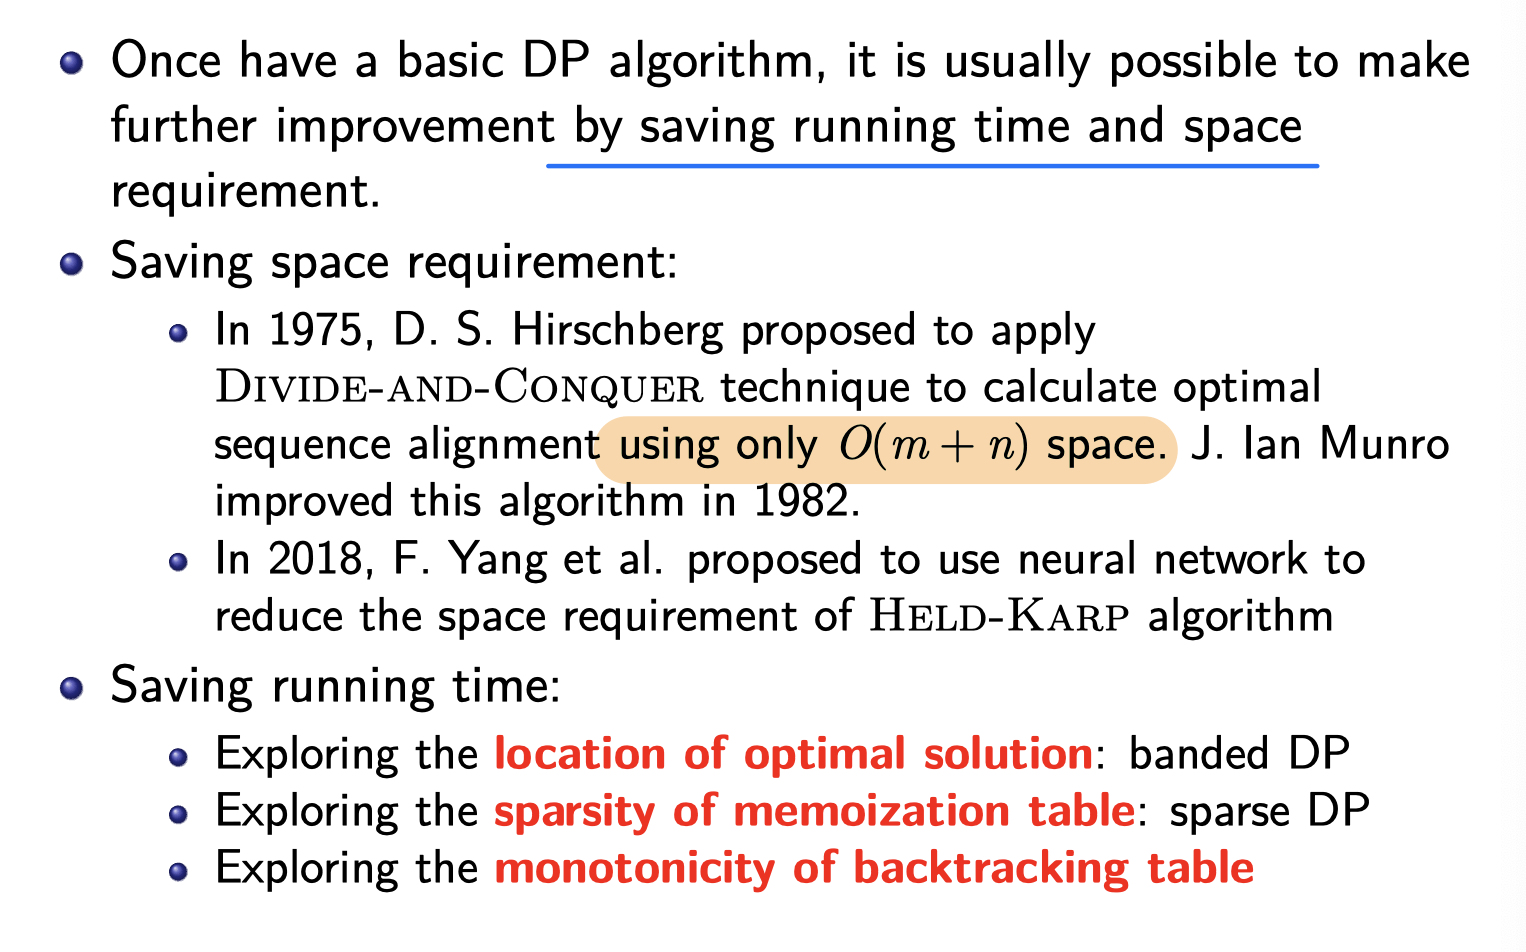 Once have a basic DP algorithm, it is usually possible to make
further improvement by saving running time and space
requirement.
Saving space requirement:
In 1975, D. S. Hirschberg proposed to apply
DIVIDE-AND-CONQUER technique to calculate optimal
sequence alignment using only O(m + n) space. J. Ian Munro
improved this algorithm in 1982.
In 2018, F. Yang et al. proposed to use neural network to
reduce the space requirement of HELD-KARP algorithm
Saving running time:
Exploring the location of optimal solution: banded DP
Exploring the sparsity of memoization table: sparse DP
Exploring the monotonicity of backtracking table